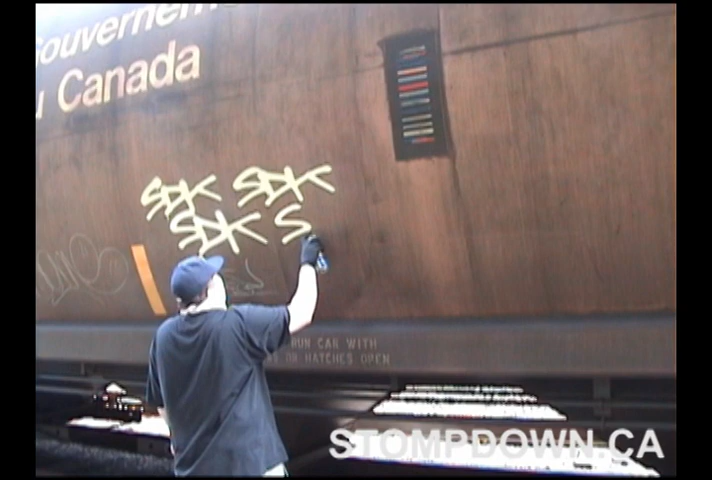 Gouvernem
u Canada
SDK SDK
SDK S
RUN CAR WITH
OR HATCHES OPEN
STOMPDOWN.CA